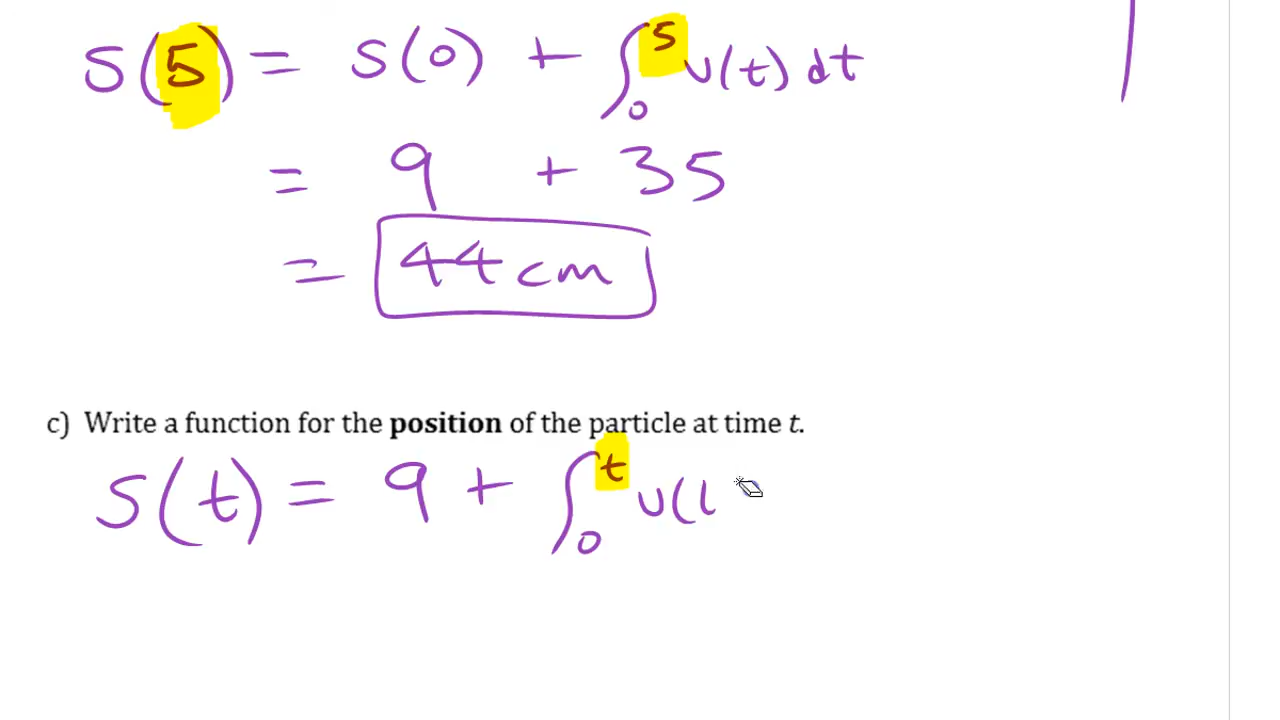 S(5) = S(0) + ∫₀⁵ v(t) dt
= 9 + 35
= 44 cm
c) Write a function for the position of the particle at time t.
S(t) = 9 + ∫₀ᵗ v(